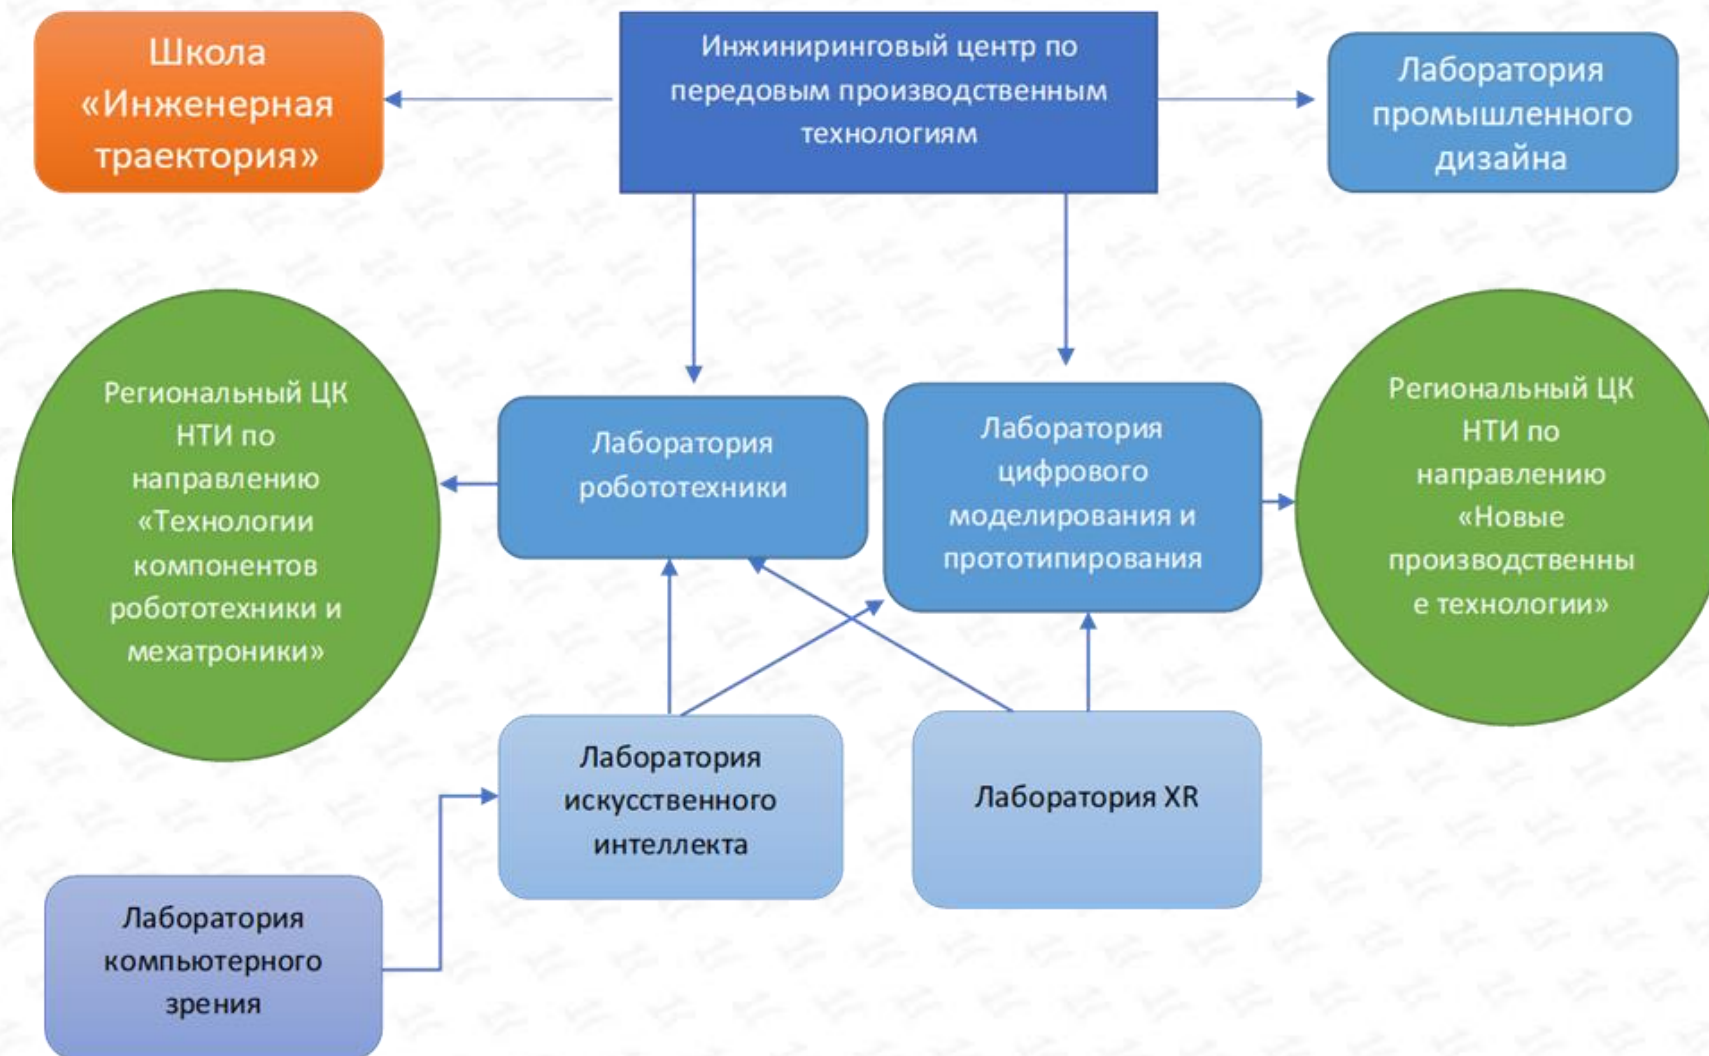 Школа
«Инженерная
траектория»
Инжиниринговый центр по
передовым производственным
технологиям
Лаборатория
промышленного
дизайна
Региональный ЦК
НТИ по
направлению
«Технологии
компонентов
робототехники и
мехатроники»
Лаборатория
робототехники
Лаборатория
цифрового
моделирования и
прототипирования
Региональный ЦК
НТИ по
направлению
«Новые
производственны
е технологии»
Лаборатория
искусственного
интеллекта
Лаборатория XR
Лаборатория
компьютерного
зрения